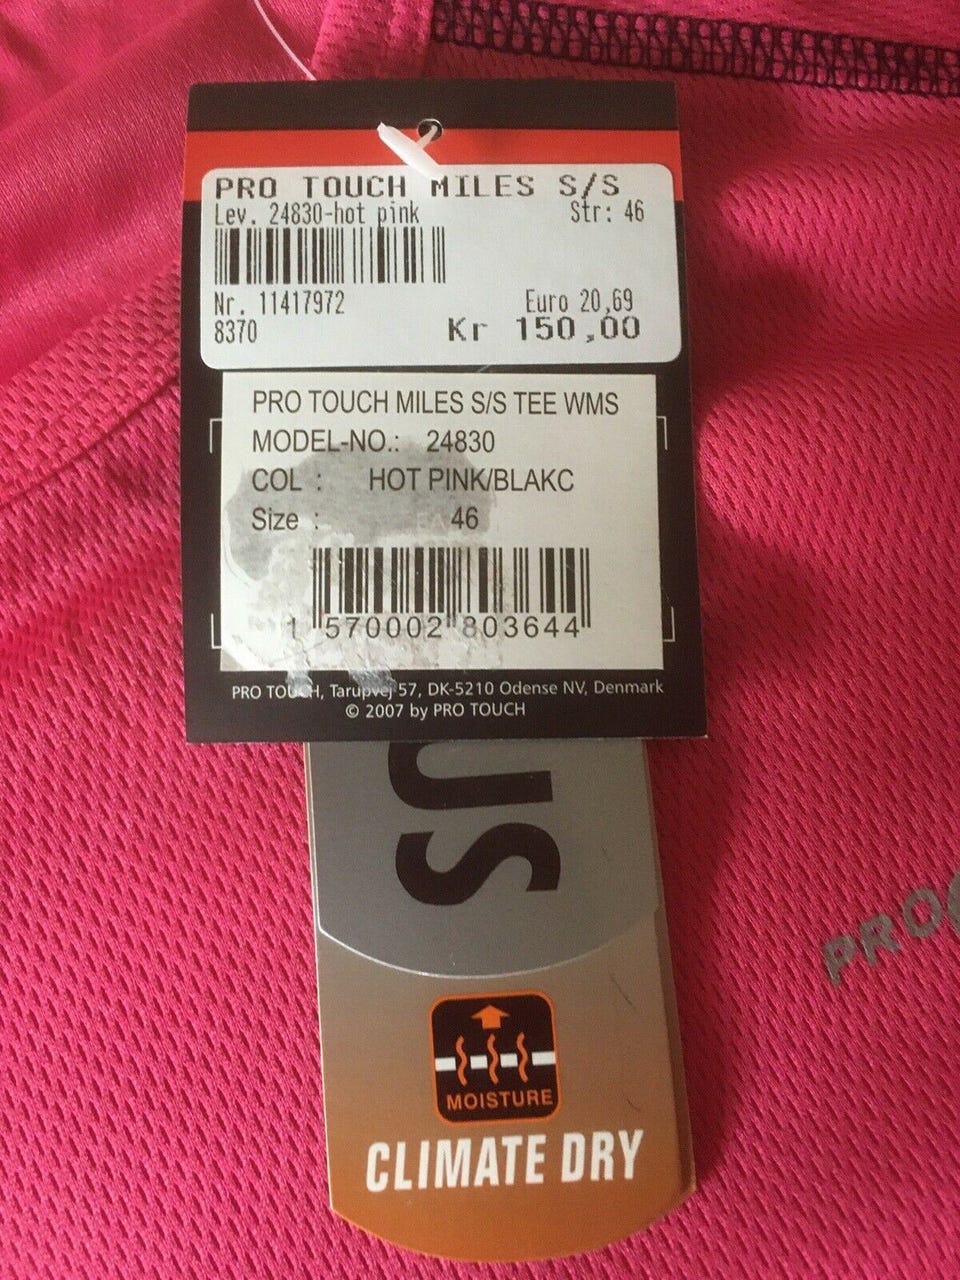 PRO TOUCH MILES S/S
Lev. 24830-hot pink Str: 46
Nr. 11417972 Euro 20,69
8370 Kr 150,00
PRO TOUCH MILES S/S TEE WMS
MODEL-NO.: 24830
COL : HOT PINK/BLAKC
Size : 46
1 570002 803644
PRO TOUCH, Tarupvej 57, DK-5210 Odense NV, Denmark
© 2007 by PRO TOUCH
US
PRO
MOISTURE
CLIMATE DRY